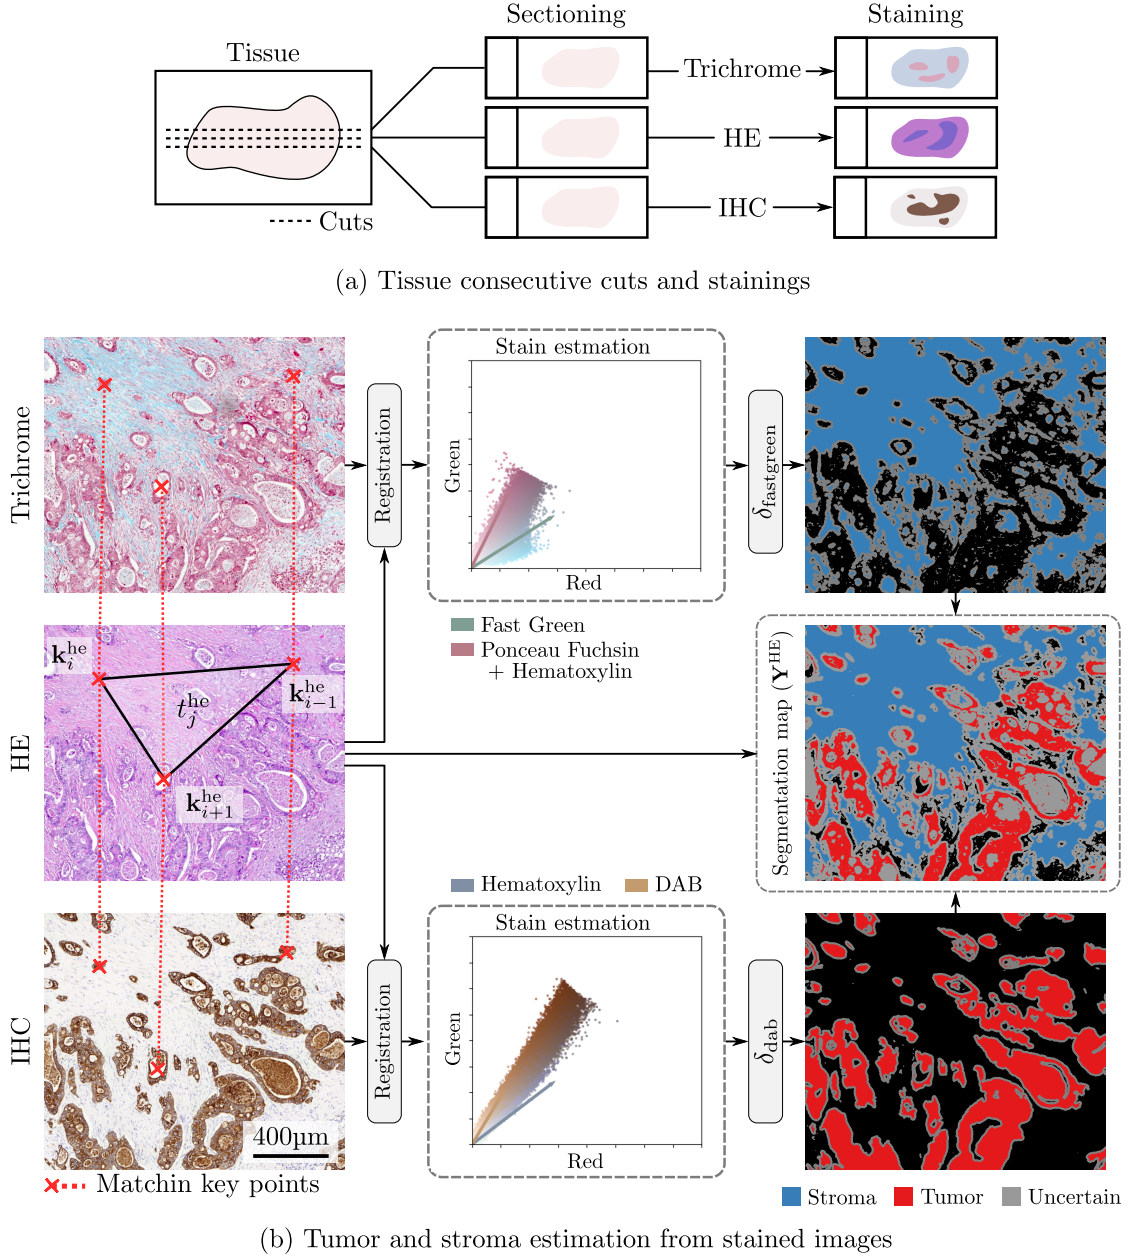 Sectioning
Staining
Tissue
Trichrome
HE
IHC
Cuts
(a) Tissue consecutive cuts and stainings
Trichrome
Registration
Stain estmation
Green
Red
δfastgreen
Fast Green
Ponceau Fuchsin
+ Hematoxylin
HE
k_i^he
k_{i-1}^he
t_j^he
k_{i+1}^he
Segmentation map (Y^HE)
Hematoxylin
DAB
IHC
400µm
Registration
Stain estmation
Green
Red
δdab
Matchin key points
Stroma
Tumor
Uncertain
(b) Tumor and stroma estimation from stained images